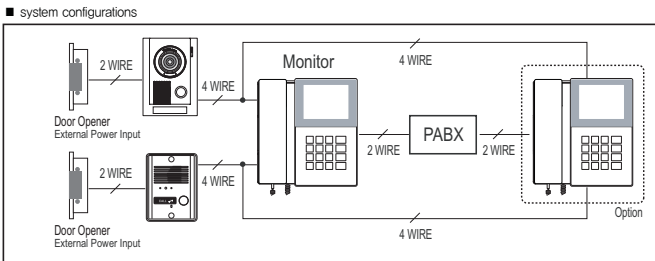 ■ system configurations
4 WIRE
Monitor
2 WIRE
4 WIRE
Door Opener
External Power Input
PABX
2 WIRE
2 WIRE
2 WIRE
4 WIRE
Door Opener
External Power Input
4 WIRE
Option